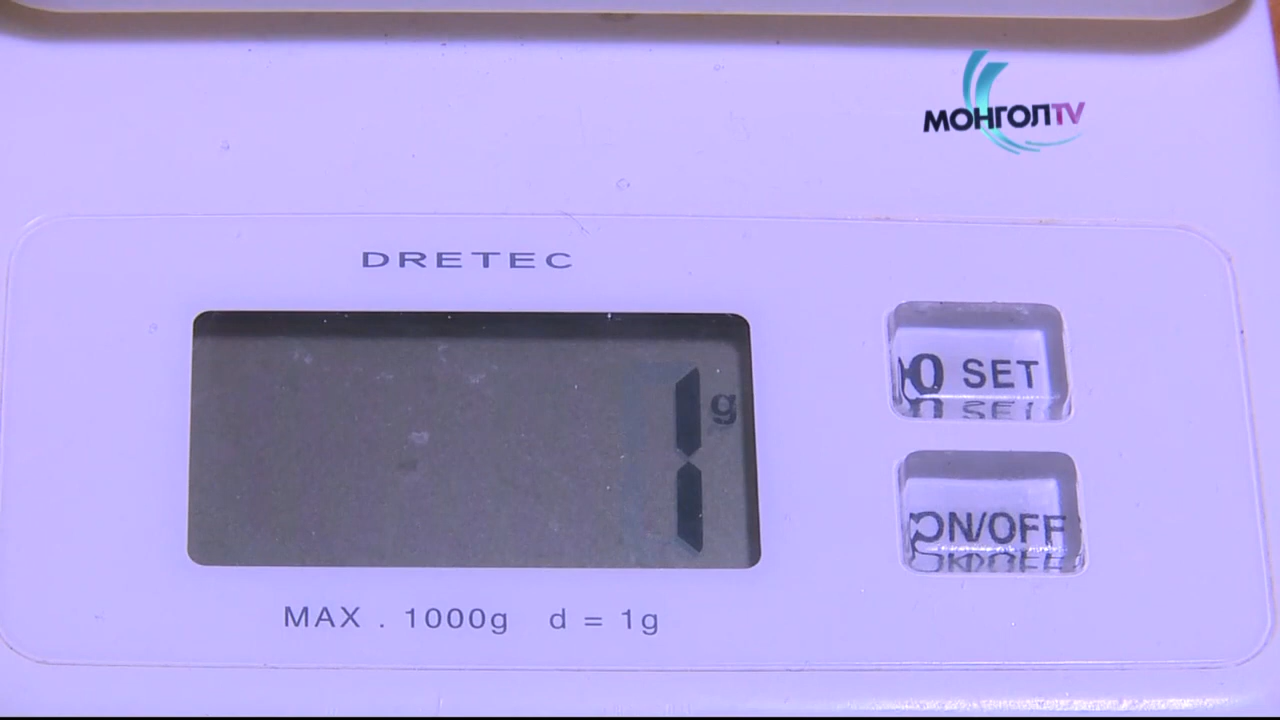 МОНГОЛTV
DRETEC
1 g
0 SET
ON/OFF
MAX . 1000g d = 1g